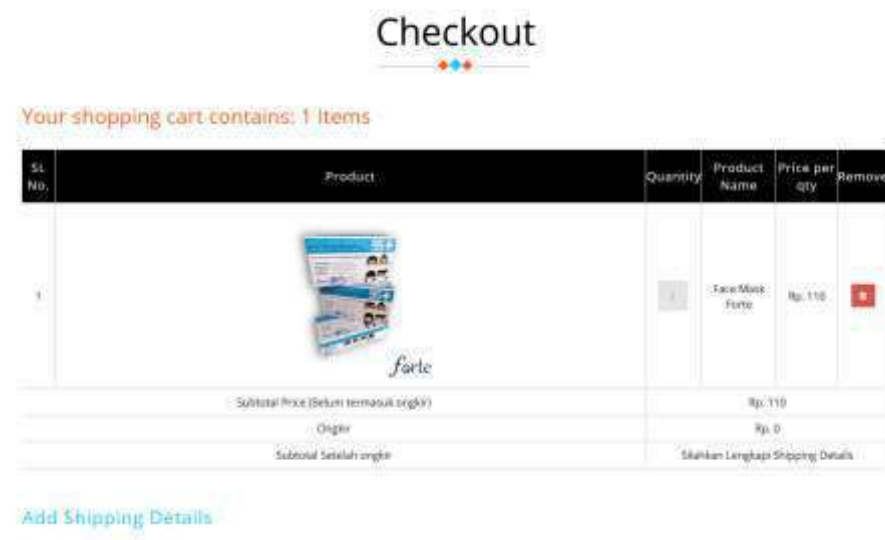 Checkout
Your shopping cart contains: 1 Items
SL No. Product Quantity Product Name Price per qty Remove
1 Face Mask Forte Rp. 110
forte
Subtotal Price (Belum termasuk ongkir) Rp. 110
Ongkir Rp. 0
Subtotal Setelah ongkir Silahkan Lengkapi Shipping Details
Add Shipping Details